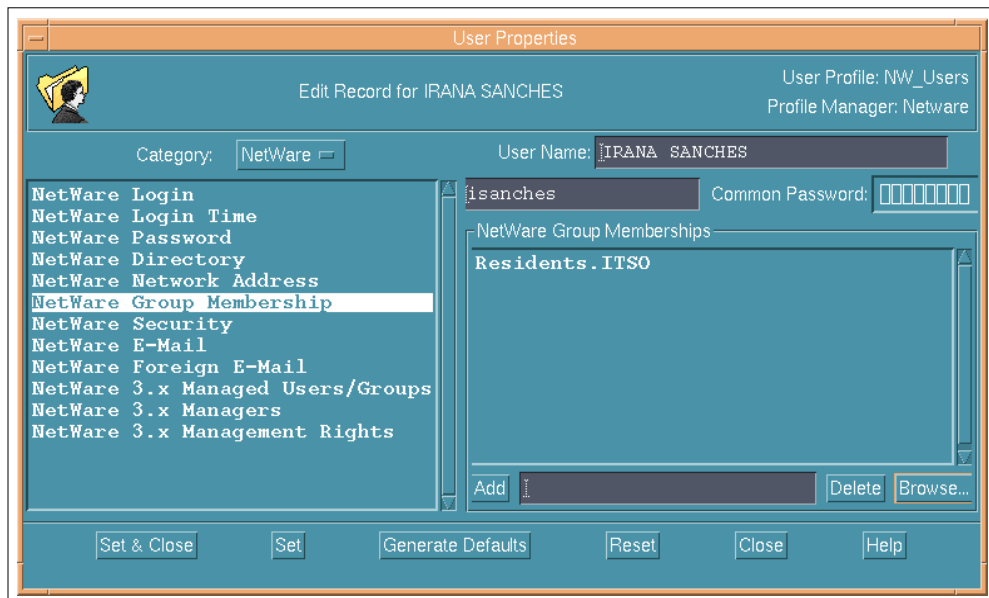 User Properties
Edit Record for IRANA SANCHES
User Profile: NW_Users
Profile Manager: Netware
Category: NetWare
User Name: IRANA SANCHES
NetWare Login
NetWare Login Time
NetWare Password
NetWare Directory
NetWare Network Address
NetWare Group Membership
NetWare Security
NetWare E-Mail
NetWare Foreign E-Mail
NetWare 3.x Managed Users/Groups
NetWare 3.x Managers
NetWare 3.x Management Rights
isanches
Common Password:
NetWare Group Memberships
Residents.ITSO
Add
Delete
Browse...
Set & Close
Set
Generate Defaults
Reset
Close
Help